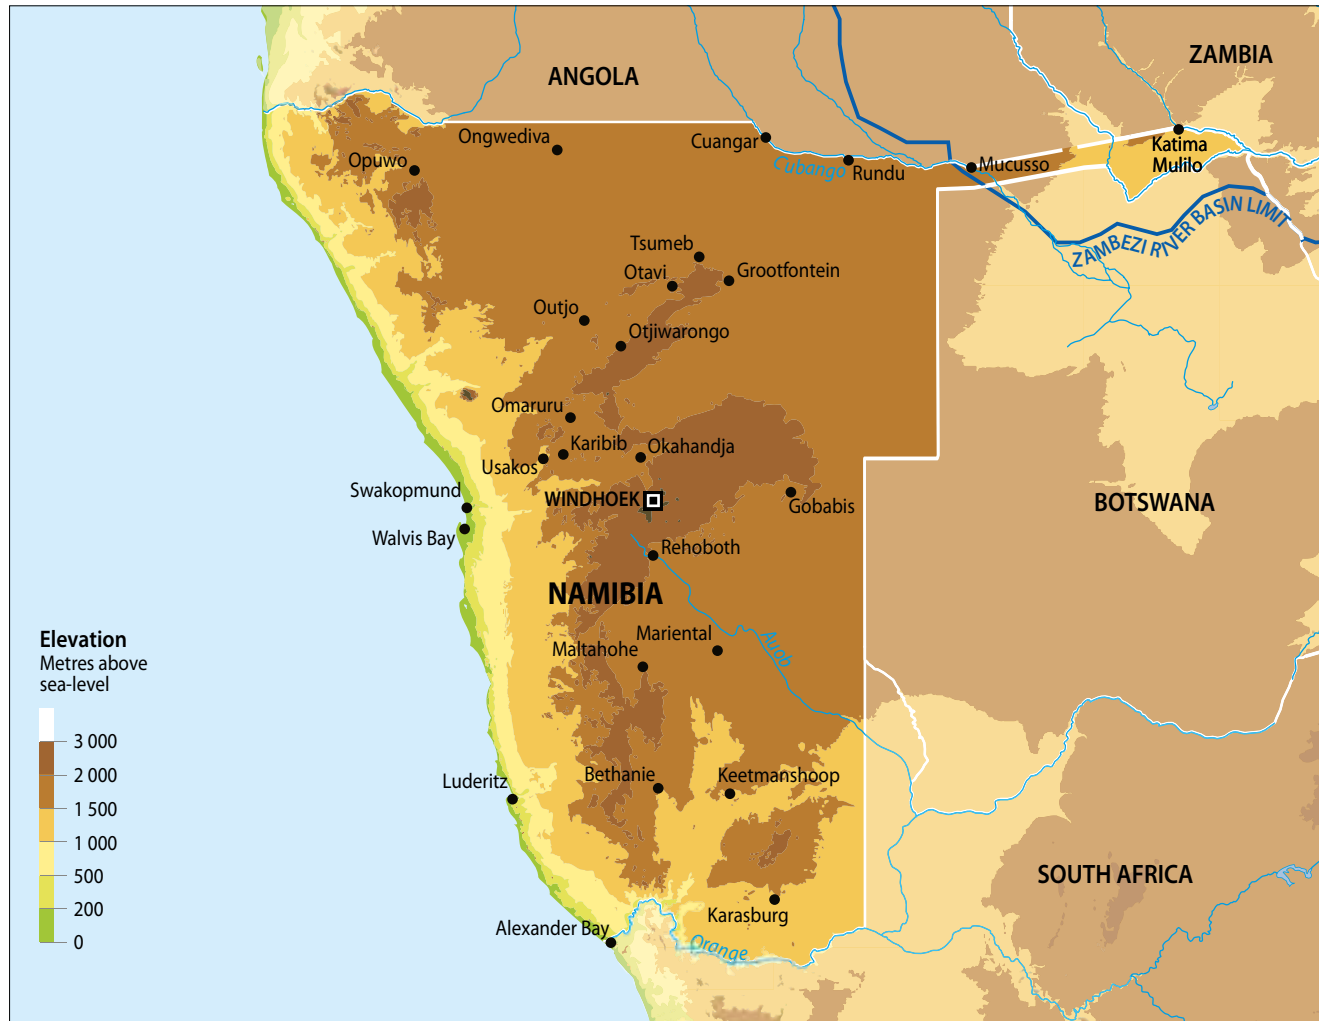 ZAMBIA
ANGOLA
Ongwediva
Cuangar
Katima
Mulilo
Opuwo
Cubango
Rundu
Mucusso
ZAMBEZI RIVER BASIN LIMIT
Tsumeb
Otavi
Grootfontein
Outjo
Otjiwarongo
Omaruru
Karibib
Okahandja
Usakos
Swakopmund
WINDHOEK
Gobabis
BOTSWANA
Walvis Bay
Rehoboth
NAMIBIA
Elevation
Metres above
sea-level
Mariental
Auob
Maltahohe
3 000
2 000
1 500
1 000
500
200
0
Luderitz
Bethanie
Keetmanshoop
SOUTH AFRICA
Karasburg
Alexander Bay
Orange